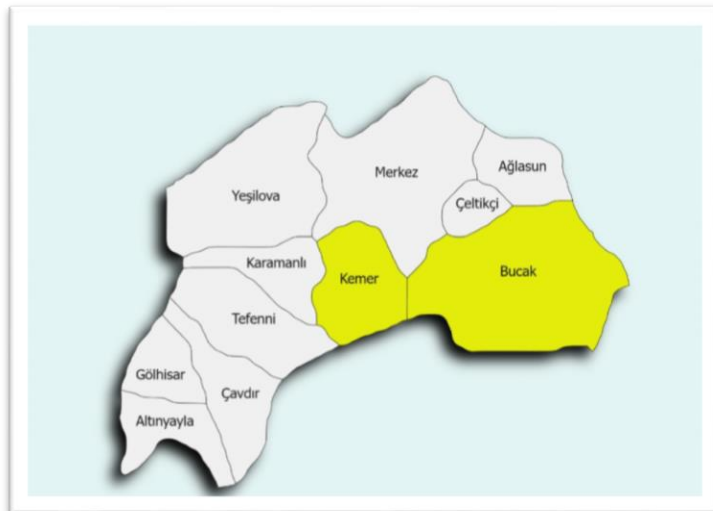 Ağlasun
Merkez
Yeşilova
Çeltikçi
Karamanlı
Kemer
Bucak
Tefenni
Gölhisar
Çavdır
Altınyayla